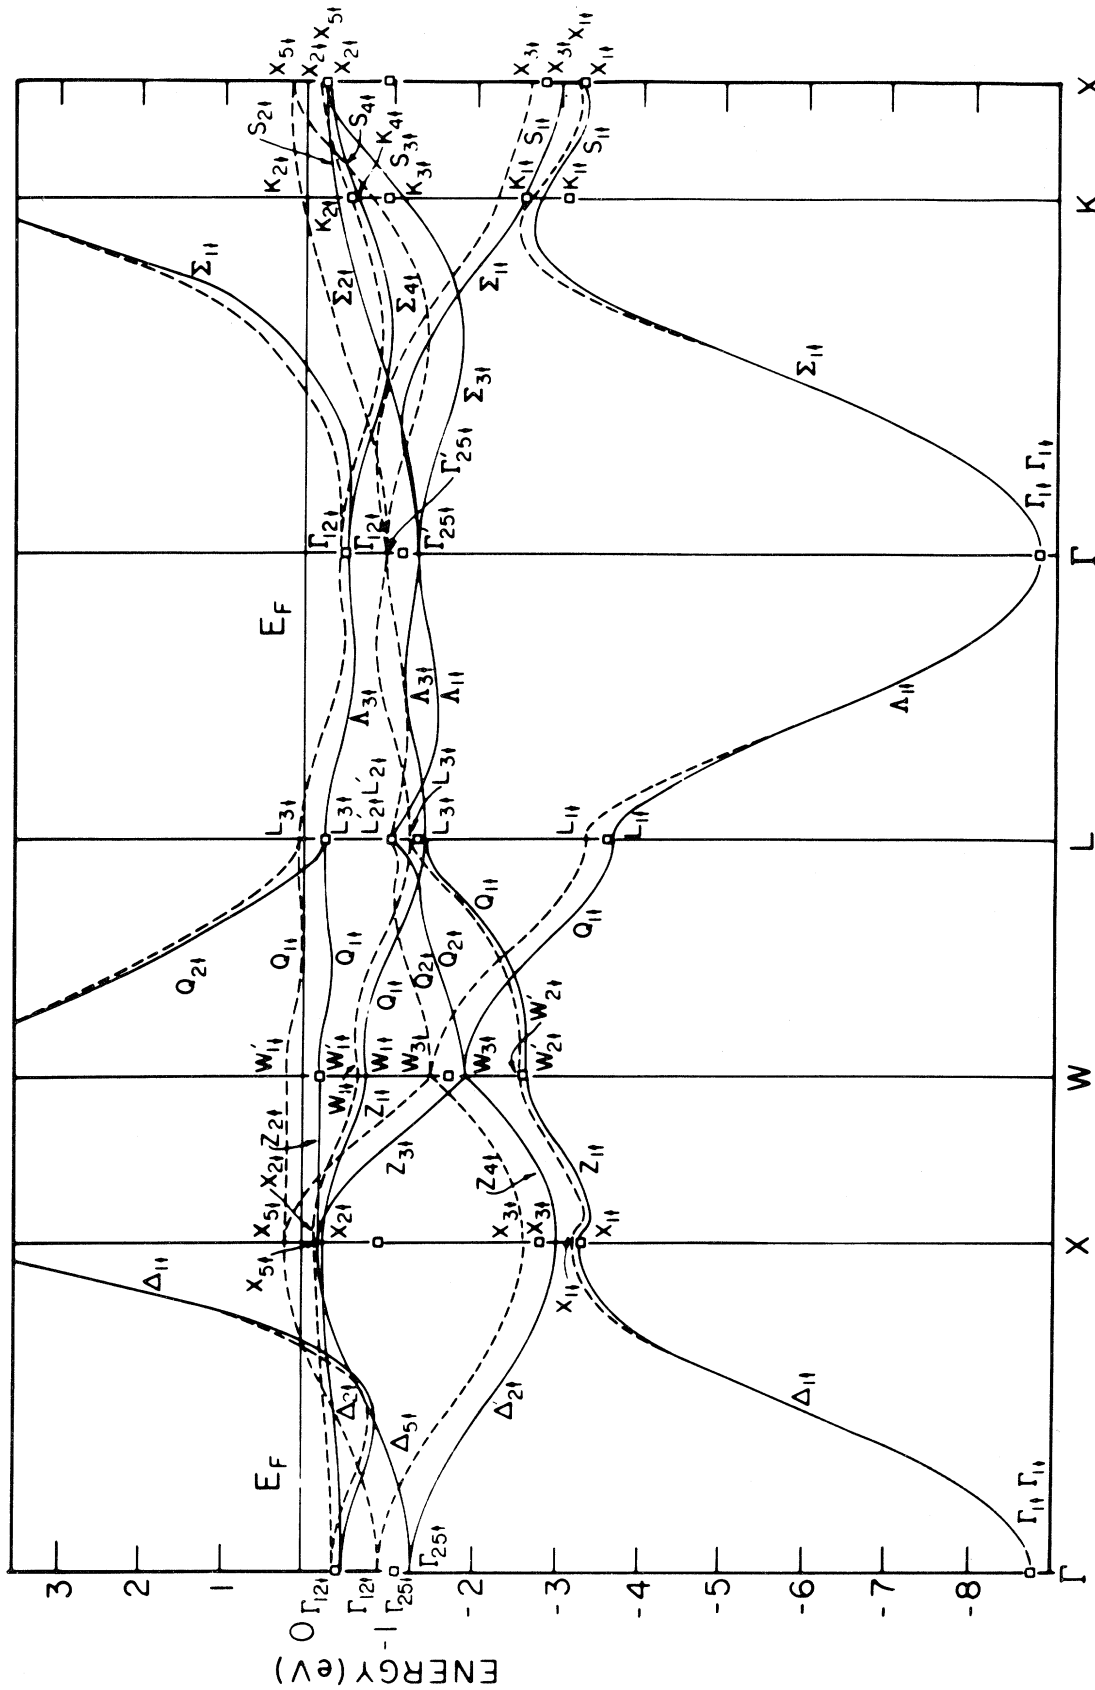 ENERGY (eV)
3
2
1
0
-1
-2
-3
-4
-5
-6
-7
-8
E_F
E_F
Γ12
Γ12
Γ25'
Γ25'
Γ1 Γ1
Δ1
Δ2
Δ5
Δ2'
Δ1
X5
X5
X2
X2
X3
X3
X1
X1
Z2
Z1
Z3
Z4
Z1
W1'
W1'
W1
W1
W3
W3
W2'
W2'
Q2
Q1
Q1
Q1
Q2
Q2
Q1
Q1
L3
L3
L2'
L2'
L3
L3
L1
L1
Λ3
Λ3
Λ1
Λ1
Γ12
Γ12
Γ25'
Γ25'
Γ1 Γ1
Σ1
Σ2
Σ4
Σ1
Σ3
Σ1
K2
K2
K4
K3
K1
K1
S2
S4
S3
S1
S1
X5
X2
X5
X2
X3
X3
X1
X1
Γ
X
W
L
Γ
K
X